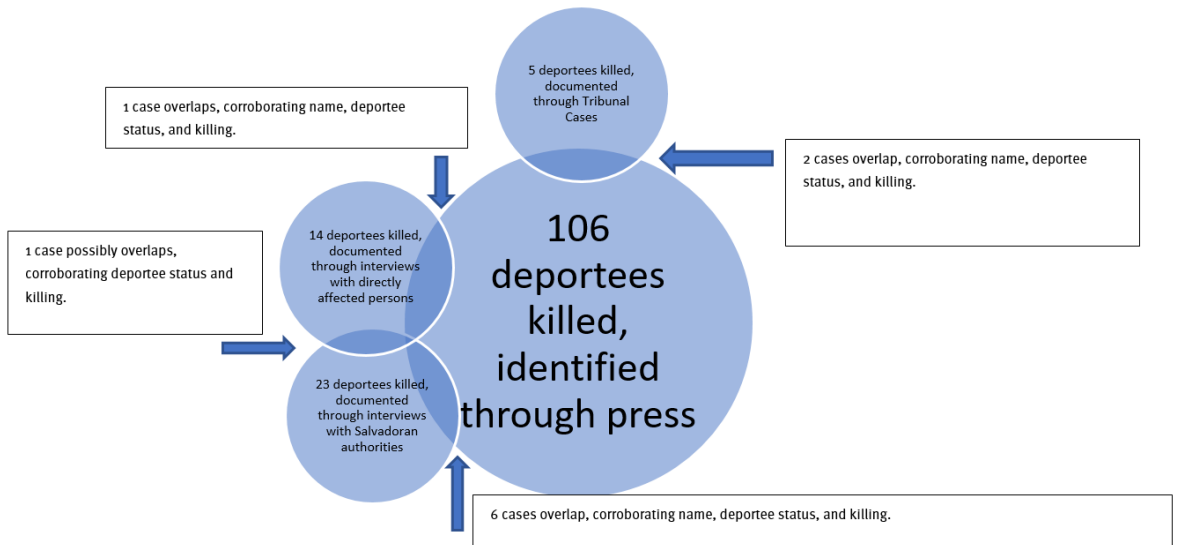 5 deportees killed,
documented
through Tribunal
Cases
1 case overlaps, corroborating name, deportee
status, and killing.
2 cases overlap, corroborating name, deportee
status, and killing.
14 deportees killed,
documented
through interviews
with directly
affected persons
106
deportees
killed,
identified
through press
1 case possibly overlaps,
corroborating deportee status and
killing.
23 deportees killed,
documented
through interviews
with Salvadoran
authorities
6 cases overlap, corroborating name, deportee status, and killing.